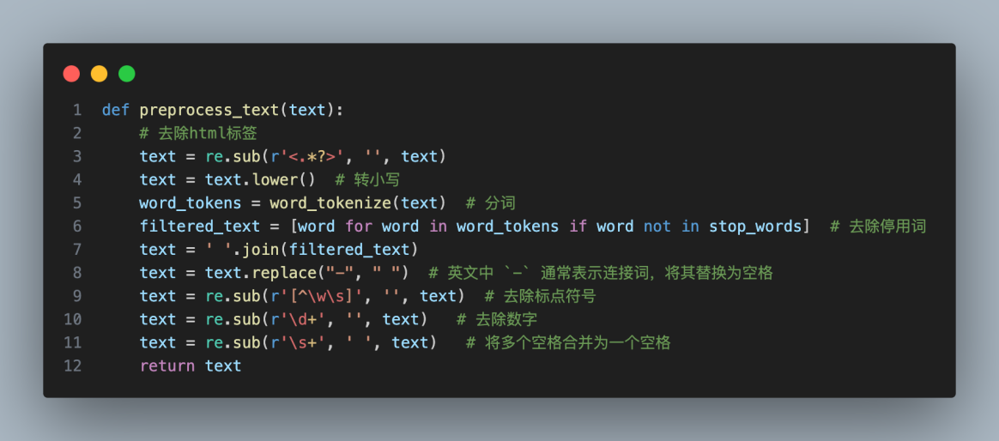 1 def preprocess_text(text):
2     # 去除html标签
3     text = re.sub(r'<.*?>', '', text)
4     text = text.lower()  # 转小写
5     word_tokens = word_tokenize(text)  # 分词
6     filtered_text = [word for word in word_tokens if word not in stop_words]  # 去除停用词
7     text = ' '.join(filtered_text)
8     text = text.replace("-", " ")  # 英文中 `-` 通常表示连接词，将其替换为空格
9     text = re.sub(r'[^\w\s]', '', text)  # 去除标点符号
10     text = re.sub(r'\d+', '', text)   # 去除数字
11     text = re.sub(r'\s+', ' ', text)   # 将多个空格合并为一个空格
12     return text